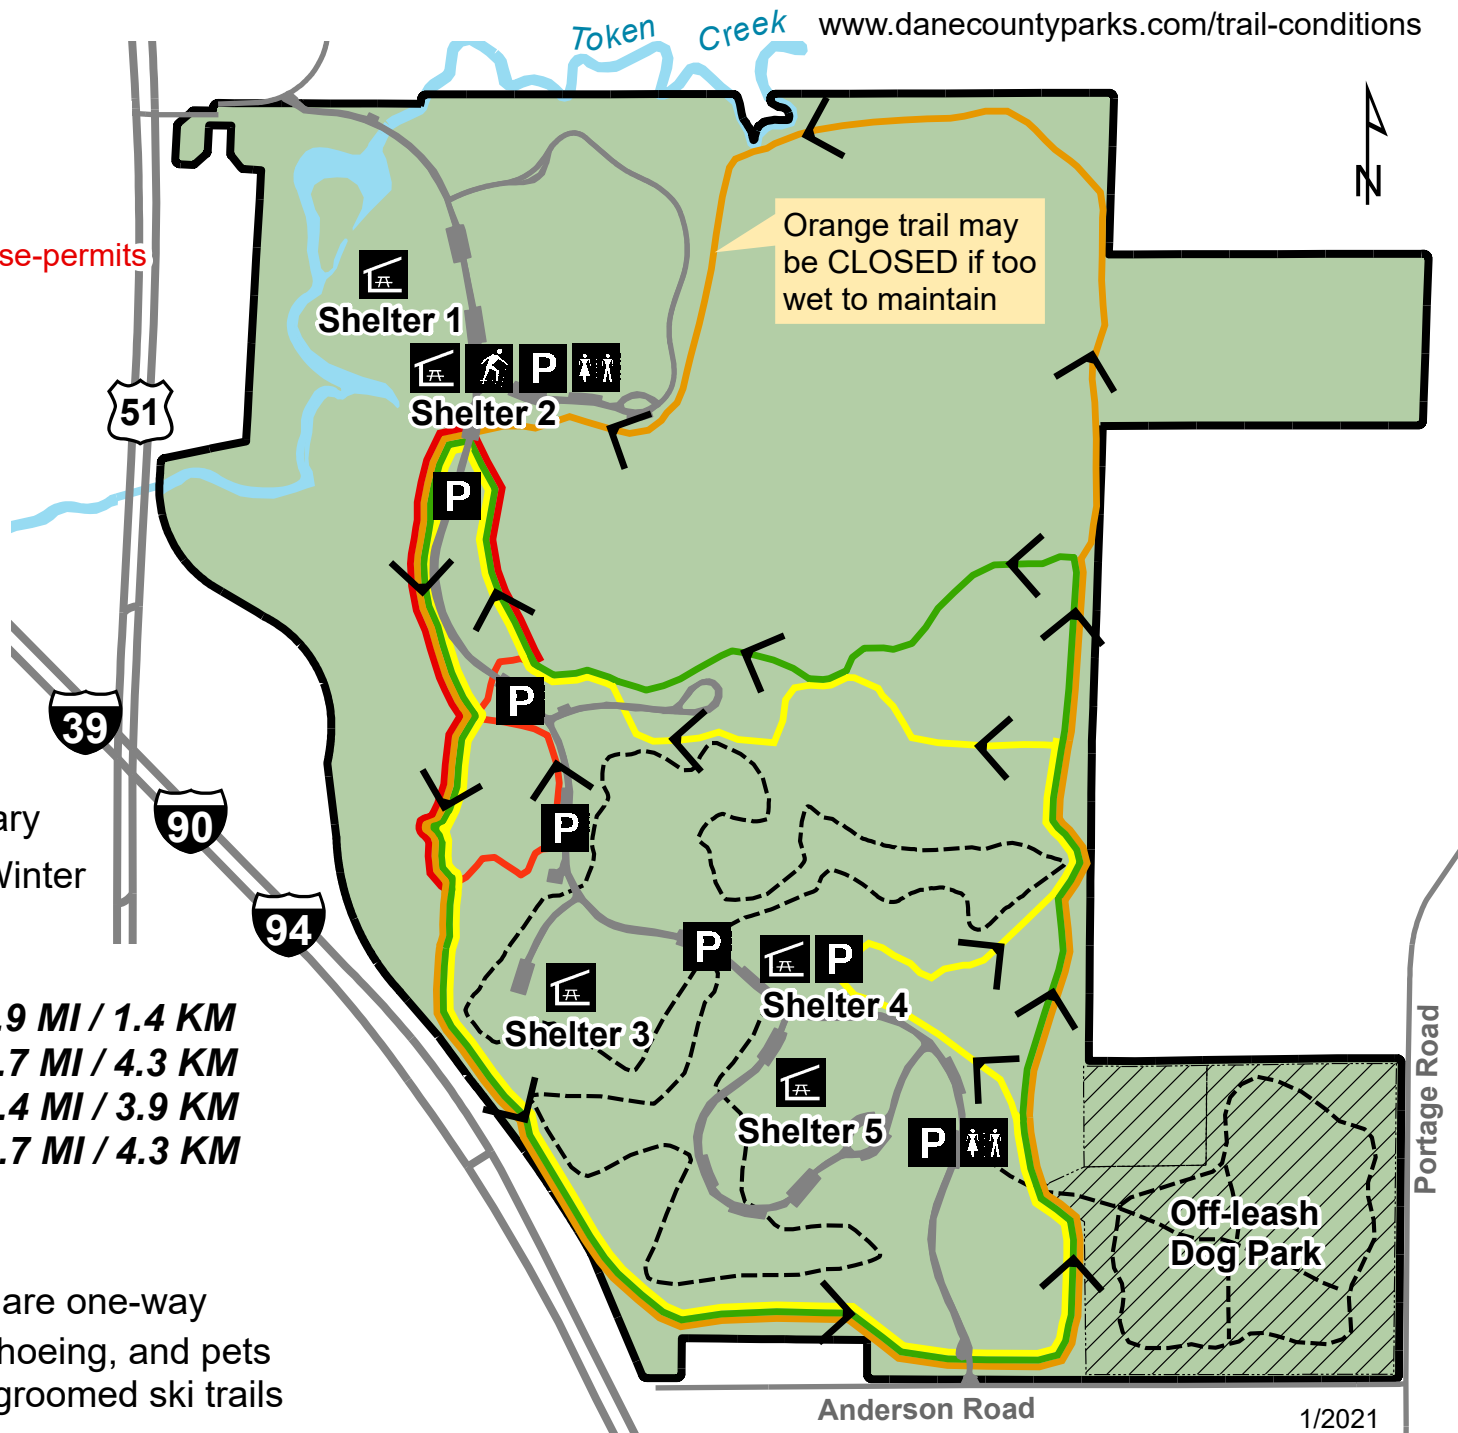 www.danecountyparks.com/trail-conditions
Token Creek
N
se-permits
Orange trail may
be CLOSED if too
wet to maintain
Shelter 1
P
Shelter 2
51
P
P
39
90
P
ary
Winter
94
P
P
Shelter 4
.9 MI / 1.4 KM
Shelter 3
.7 MI / 4.3 KM
.4 MI / 3.9 KM
.7 MI / 4.3 KM
Shelter 5
P
Portage Road
Off-leash
Dog Park
are one-way
hoeing, and pets
groomed ski trails
Anderson Road
1/2021